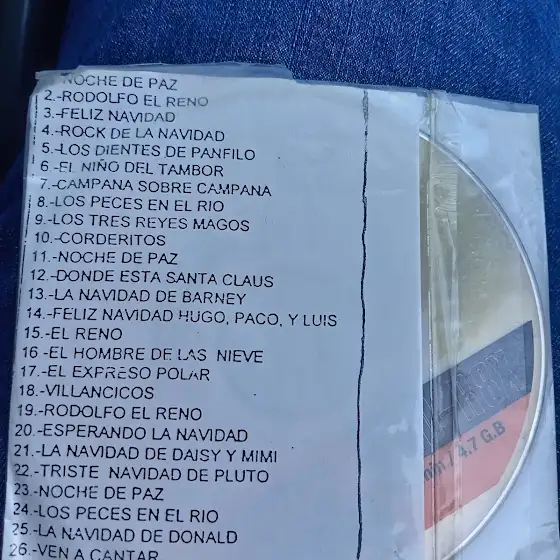 NOCHE DE PAZ
2.-RODOLFO EL RENO
3.-FELIZ NAVIDAD
4.-ROCK DE LA NAVIDAD
5.-LOS DIENTES DE PANFILO
6.-EL NIÑO DEL TAMBOR
7.-CAMPANA SOBRE CAMPANA
8.-LOS PECES EN EL RIO
9.-LOS TRES REYES MAGOS
10.-CORDERITOS
11.-NOCHE DE PAZ
12.-DONDE ESTA SANTA CLAUS
13.-LA NAVIDAD DE BARNEY
14.-FELIZ NAVIDAD HUGO, PACO, Y LUIS
15.-EL RENO
16-EL HOMBRE DE LAS NIEVE
17.-EL EXPRESO POLAR
18.-VILLANCICOS
19.-RODOLFO EL RENO
20.-ESPERANDO LA NAVIDAD
21.-LA NAVIDAD DE DAISY Y MIMI
22.-TRISTE NAVIDAD DE PLUTO
23.-NOCHE DE PAZ
24.-LOS PECES EN EL RIO
25.-LA NAVIDAD DE DONALD
26.-VEN A CANTAR
min / 4.7 G.B